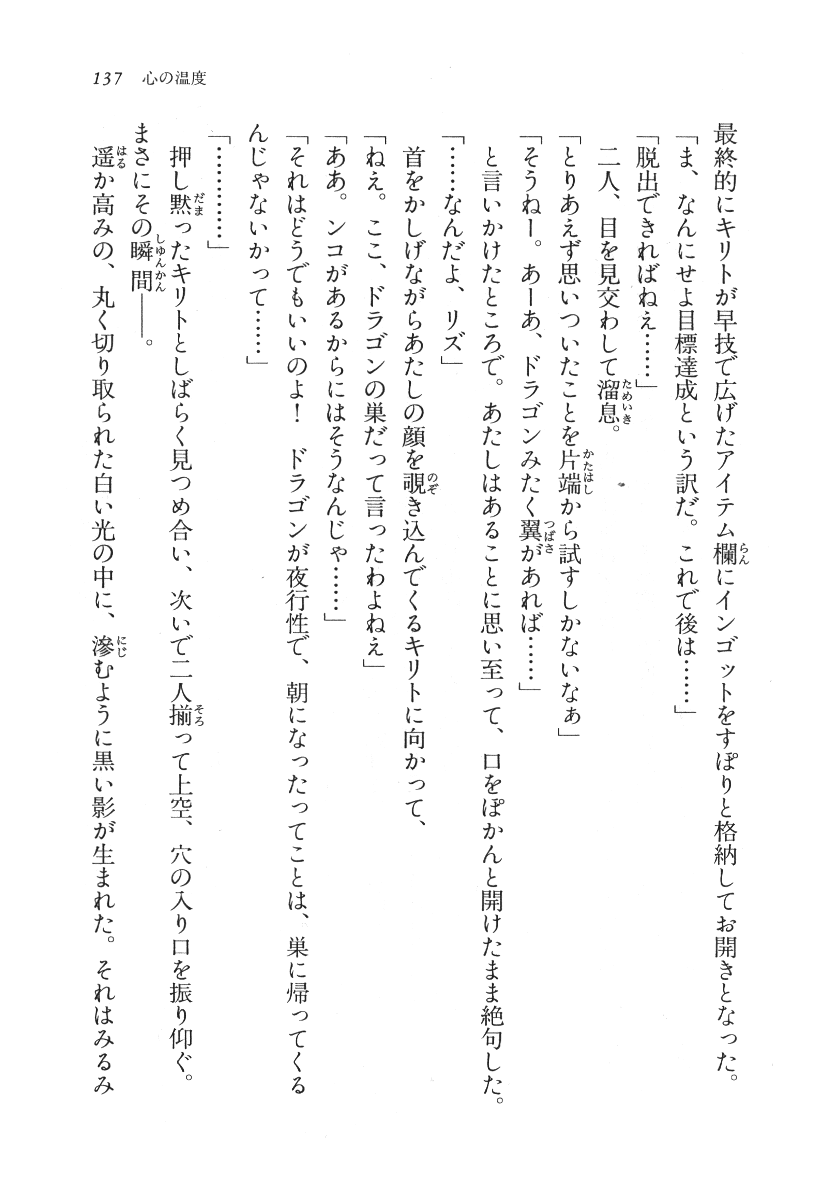 137 心の温度
最終的にキリトが早技で広げたアイテム欄にインゴットをすぽりと格納してお開きとなった。
「ま、なんにせよ目標達成という訳だ。これで後は……」
「脱出できればねえ……」
二人、目を見交わして溜息。
「とりあえず思いついたことを片端から試すしかないなぁ」
「そうねー。あーあ、ドラゴンみたく翼があれば……」
と言いかけたところで。あたしはあることに思い至って、口をぽかんと開けたまま絶句した。
「……なんだよ、リズ」
首をかしげながらあたしの顔を覗き込んでくるキリトに向かって、
「ねえ。ここ、ドラゴンの巣だって言ったわよねえ」
「ああ。ンコがあるからにはそうなんじゃ……」
「それはどうでもいいのよ！　ドラゴンが夜行性で、朝になったってことは、巣に帰ってくる
んじゃないかって……」
「…………」
押し黙ったキリトとしばらく見つめ合い、次いで二人揃って上空、穴の入り口を振り仰ぐ。
まさにその瞬間――。
遥か高みの、丸く切り取られた白い光の中に、滲むように黒い影が生まれた。それはみるみ